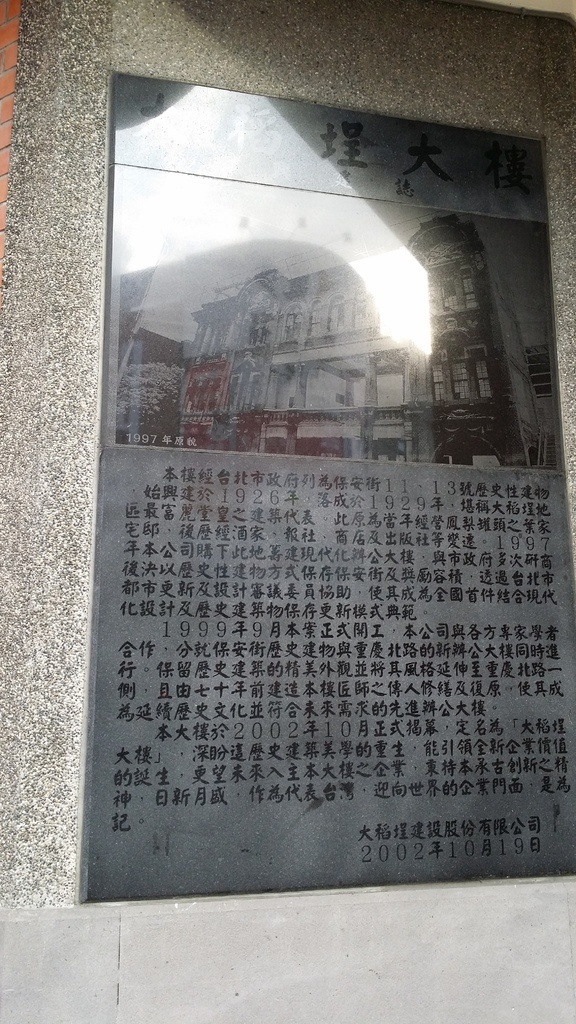 大稻埕大樓
誌
1997年原貌
本樓經台北市政府列為保安街11、13號歷史性建物
，始興建於1926年，落成於1929年，堪稱大稻埕地
區最富麗堂皇之建築代表。此原為當年經營鳳梨罐頭之葉家
宅邸，後歷經酒家、報社、商店及出版社等變遷。1997
年本公司購下此地籌建現代化辦公大樓，與市政府多次研商
後決以歷史性建物方式保存保安街及獎勵容積，透過台北市
都市更新及設計審議委員協助，使其成為全國首件結合現代
化設計及歷史建築物保存更新模式典範。
1999年9月本案正式開工，本公司與各方專家學者
合作，分就保安街歷史建物與重慶北路的新辦公大樓同時進
行。保留歷史建築的精美外觀並將其風格延伸至重慶北路一
側，且由七十年前建造本樓匠師之傳人修繕及復原，使其成
為延續歷史文化並符合未來需求的先進辦公大樓。
本大樓於2002年10月正式揭幕，定名為「大稻埕
大樓」，深盼這歷史建築美學的重生，能引領全新企業價值
的誕生，更望未來入主本大樓之企業，秉持本承古創新之精
神，日新月盛，作為代表台灣，迎向世界的企業門面，是為
記。
大稻埕建設股份有限公司
2002年10月19日